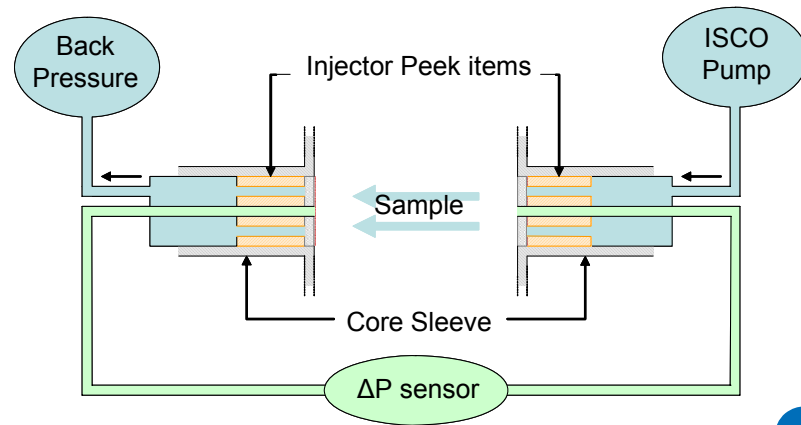 Back
Pressure
Injector Peek items
ISCO
Pump
Sample
Core Sleeve
ΔP sensor